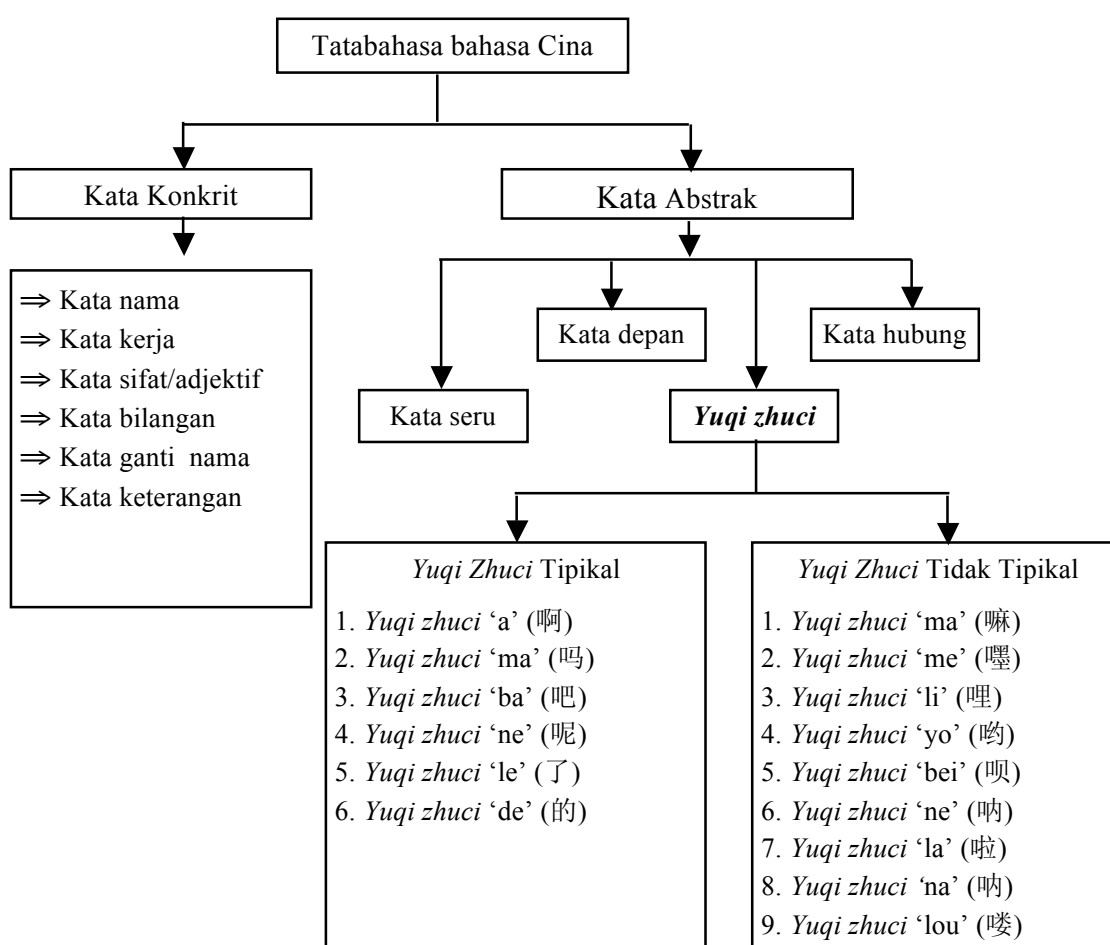 Tatabahasa bahasa Cina
Kata Konkrit
Kata Abstrak
⇒ Kata nama
⇒ Kata kerja
⇒ Kata sifat/adjektif
⇒ Kata bilangan
⇒ Kata ganti nama
⇒ Kata keterangan
Kata depan
Kata hubung
Kata seru
Yuqi zhuci
Yuqi Zhuci Tipikal
1. Yuqi zhuci ‘a’ (啊)
2. Yuqi zhuci ‘ma’ (吗)
3. Yuqi zhuci ‘ba’ (吧)
4. Yuqi zhuci ‘ne’ (呢)
5. Yuqi zhuci ‘le’ (了)
6. Yuqi zhuci ‘de’ (的)
Yuqi Zhuci Tidak Tipikal
1. Yuqi zhuci ‘ma’ (嘛)
2. Yuqi zhuci ‘me’ (嚜)
3. Yuqi zhuci ‘li’ (哩)
4. Yuqi zhuci ‘yo’ (哟)
5. Yuqi zhuci ‘bei’ (呗)
6. Yuqi zhuci ‘ne’ (呐)
7. Yuqi zhuci ‘la’ (啦)
8. Yuqi zhuci ‘na’ (呐)
9. Yuqi zhuci ‘lou’ (喽)